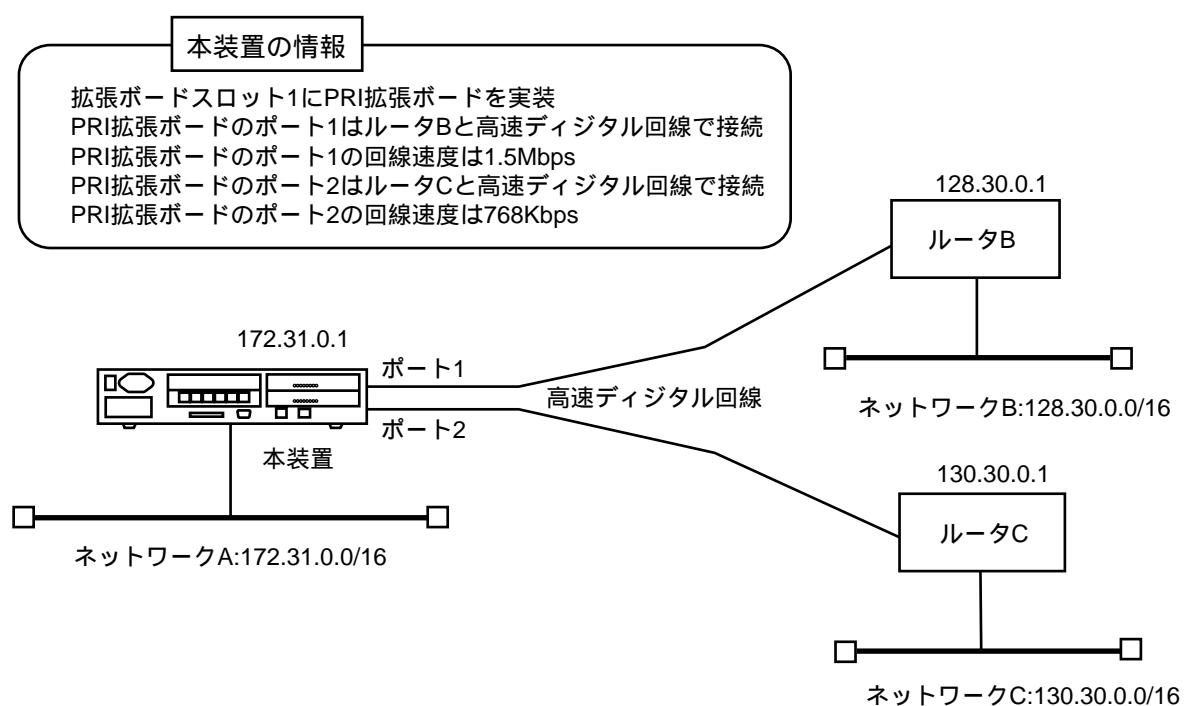 本装置の情報
拡張ボードスロット1にPRI拡張ボードを実装
PRI拡張ボードのポート1はルータBと高速ディジタル回線で接続
PRI拡張ボードのポート1の回線速度は1.5Mbps
PRI拡張ボードのポート2はルータCと高速ディジタル回線で接続
PRI拡張ボードのポート2の回線速度は768Kbps
128.30.0.1
ルータB
172.31.0.1
ポート1
高速ディジタル回線
ネットワークB:128.30.0.0/16
ポート2
本装置
130.30.0.1
ルータC
ネットワークA:172.31.0.0/16
ネットワークC:130.30.0.0/16